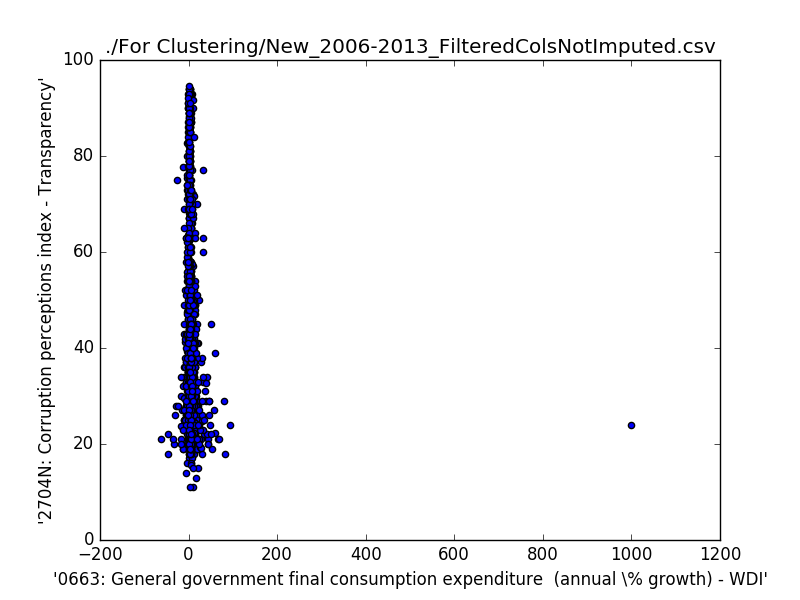 ./For Clustering/New_2006-2013_FilteredColsNotImputed.csv
'2704N: Corruption perceptions index - Transparency'
100
80
60
40
20
0
−200 0 200 400 600 800 1000 1200
'0663: General government final consumption expenditure  (annual \% growth) - WDI'